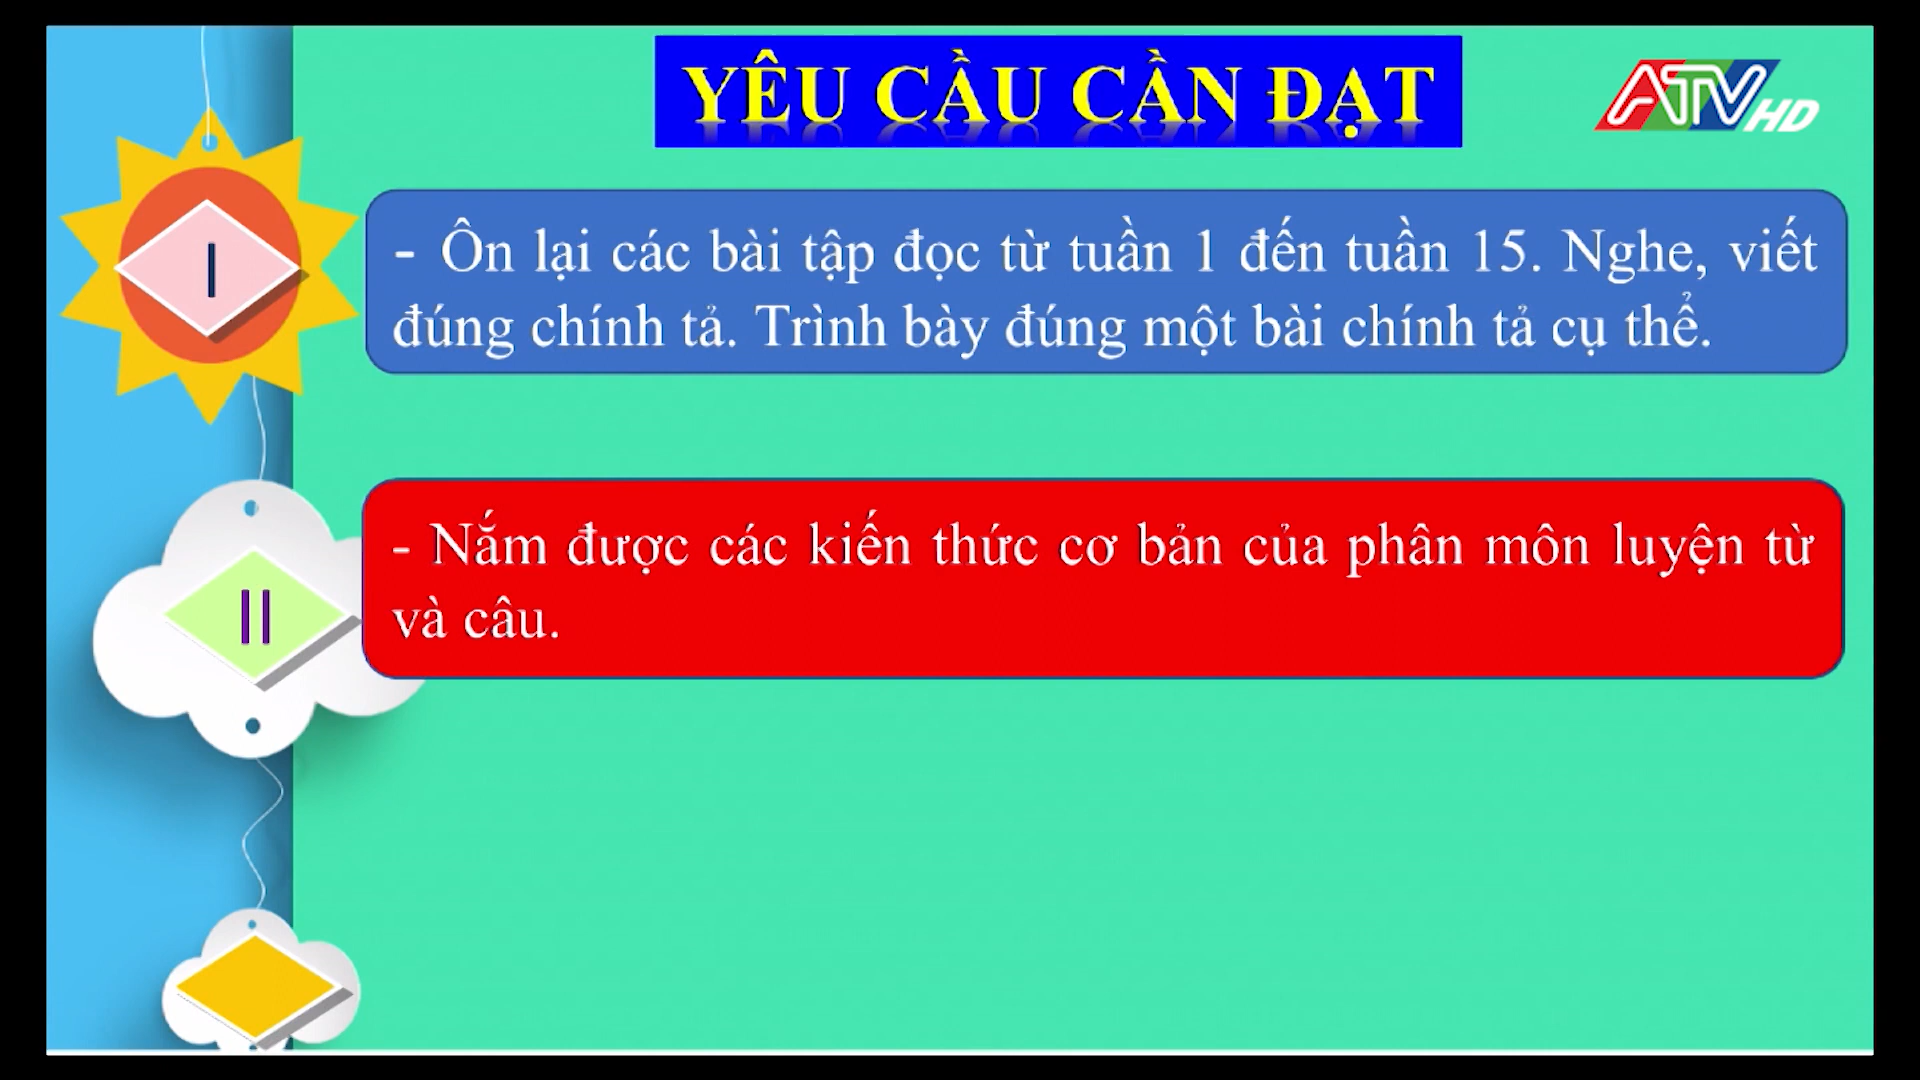 YÊU CẦU CẦN ĐẠT
ATVHD
I
- Ôn lại các bài tập đọc từ tuần 1 đến tuần 15. Nghe, viết
đúng chính tả. Trình bày đúng một bài chính tả cụ thể.
II
- Nắm được các kiến thức cơ bản của phân môn luyện từ
và câu.